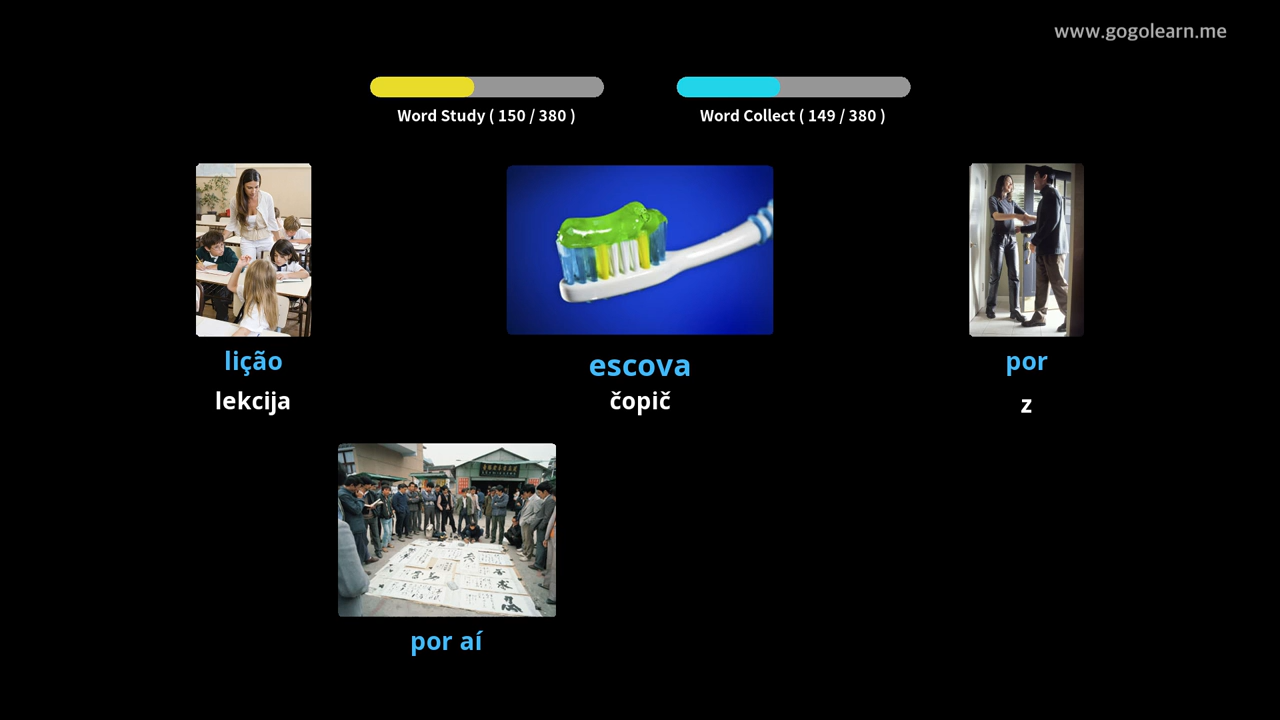 www.gogolearn.me
Word Study ( 150 / 380 )
Word Collect ( 149 / 380 )
lição
lekcija
escova
čopič
por
z
por aí